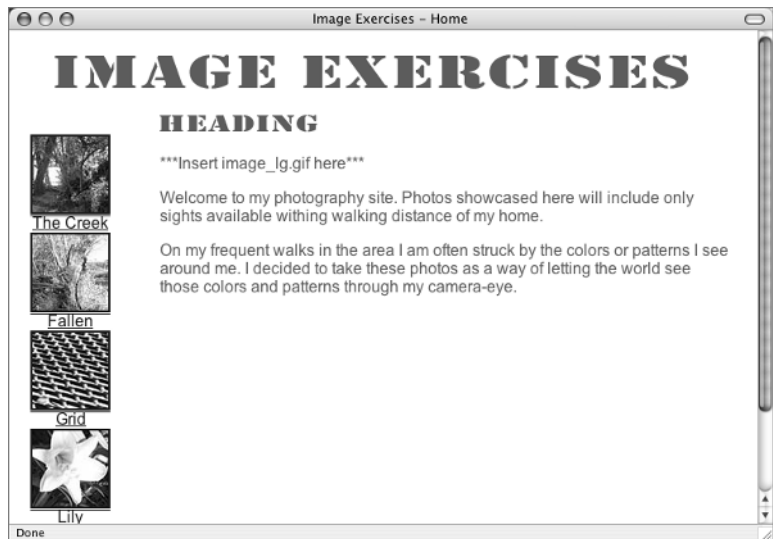 Image Exercises – Home
IMAGE EXERCISES
HEADING
***Insert image_lg.gif here***
Welcome to my photography site. Photos showcased here will include only
sights available withing walking distance of my home.
On my frequent walks in the area I am often struck by the colors or patterns I see
around me. I decided to take these photos as a way of letting the world see
those colors and patterns through my camera-eye.
The Creek
Fallen
Grid
Lily
Done